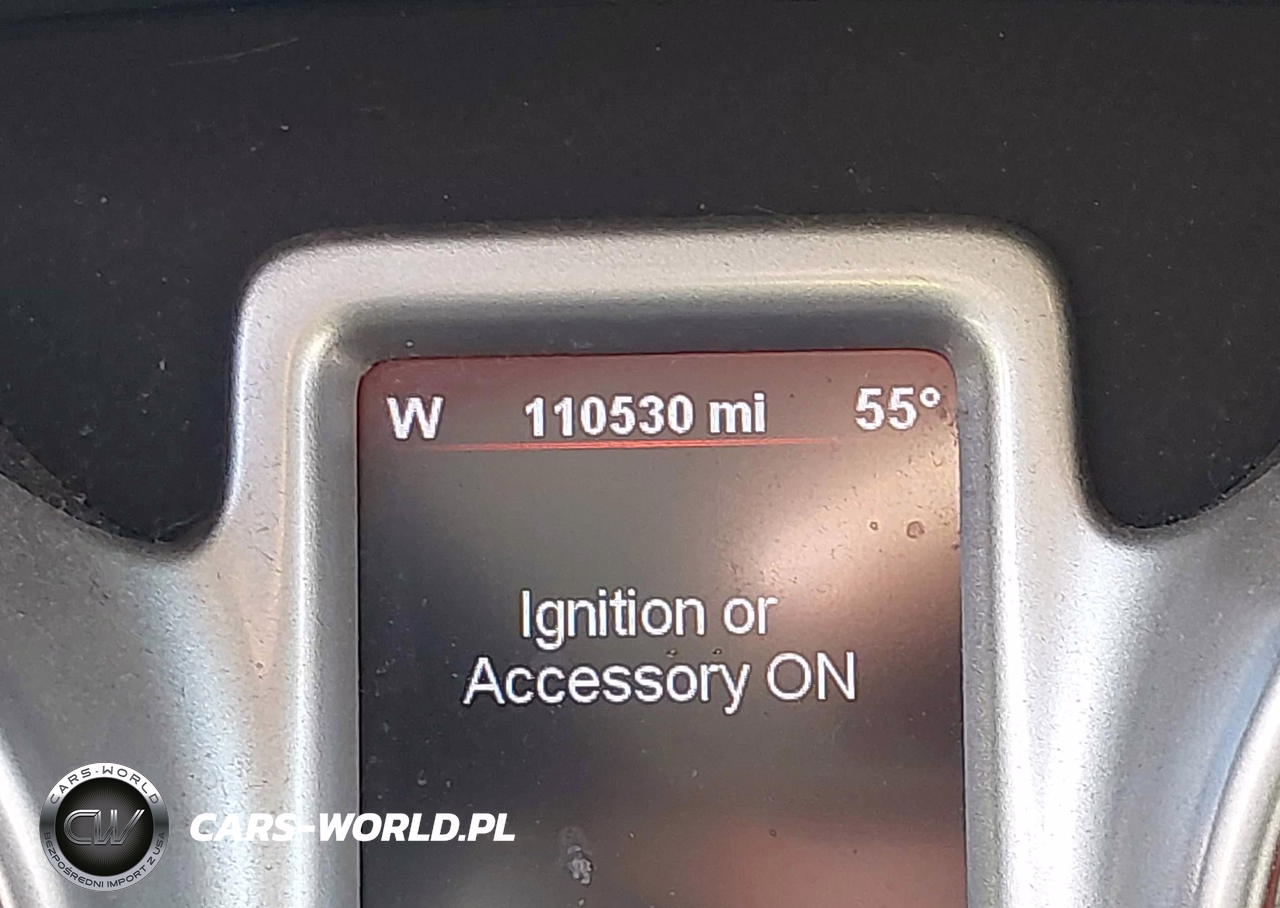 W 110530 mi 55°
Ignition or
Accessory ON
CARS-WORLD
CW
BEZPOŚREDNI IMPORT Z USA
CARS-WORLD.PL